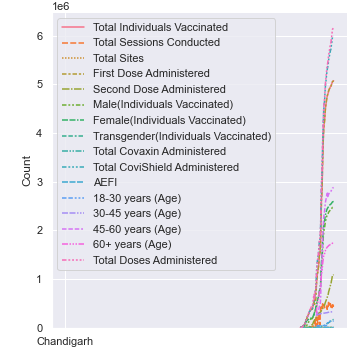 1e6
6
5
4
3
2
1
0
Count
Chandigarh
Total Individuals Vaccinated
Total Sessions Conducted
Total Sites
First Dose Administered
Second Dose Administered
Male(Individuals Vaccinated)
Female(Individuals Vaccinated)
Transgender(Individuals Vaccinated)
Total Covaxin Administered
Total CoviShield Administered
AEFI
18-30 years (Age)
30-45 years (Age)
45-60 years (Age)
60+ years (Age)
Total Doses Administered